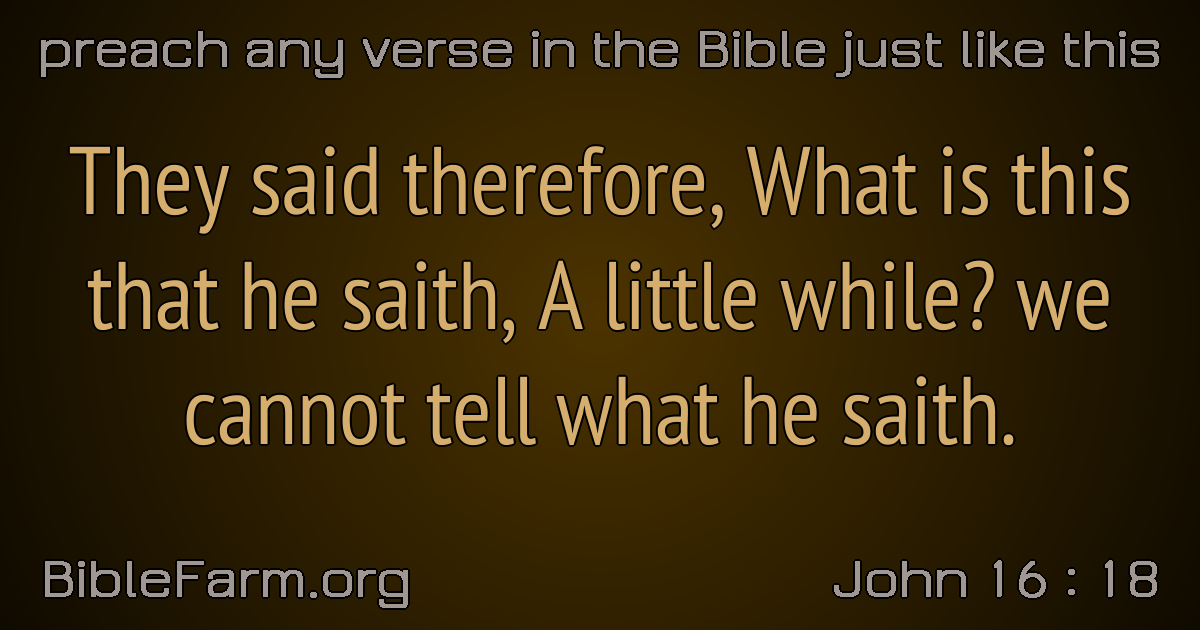 preach any verse in the Bible just like this
They said therefore, What is this
that he saith, A little while? we
cannot tell what he saith.
BibleFarm.org
John 16 : 18